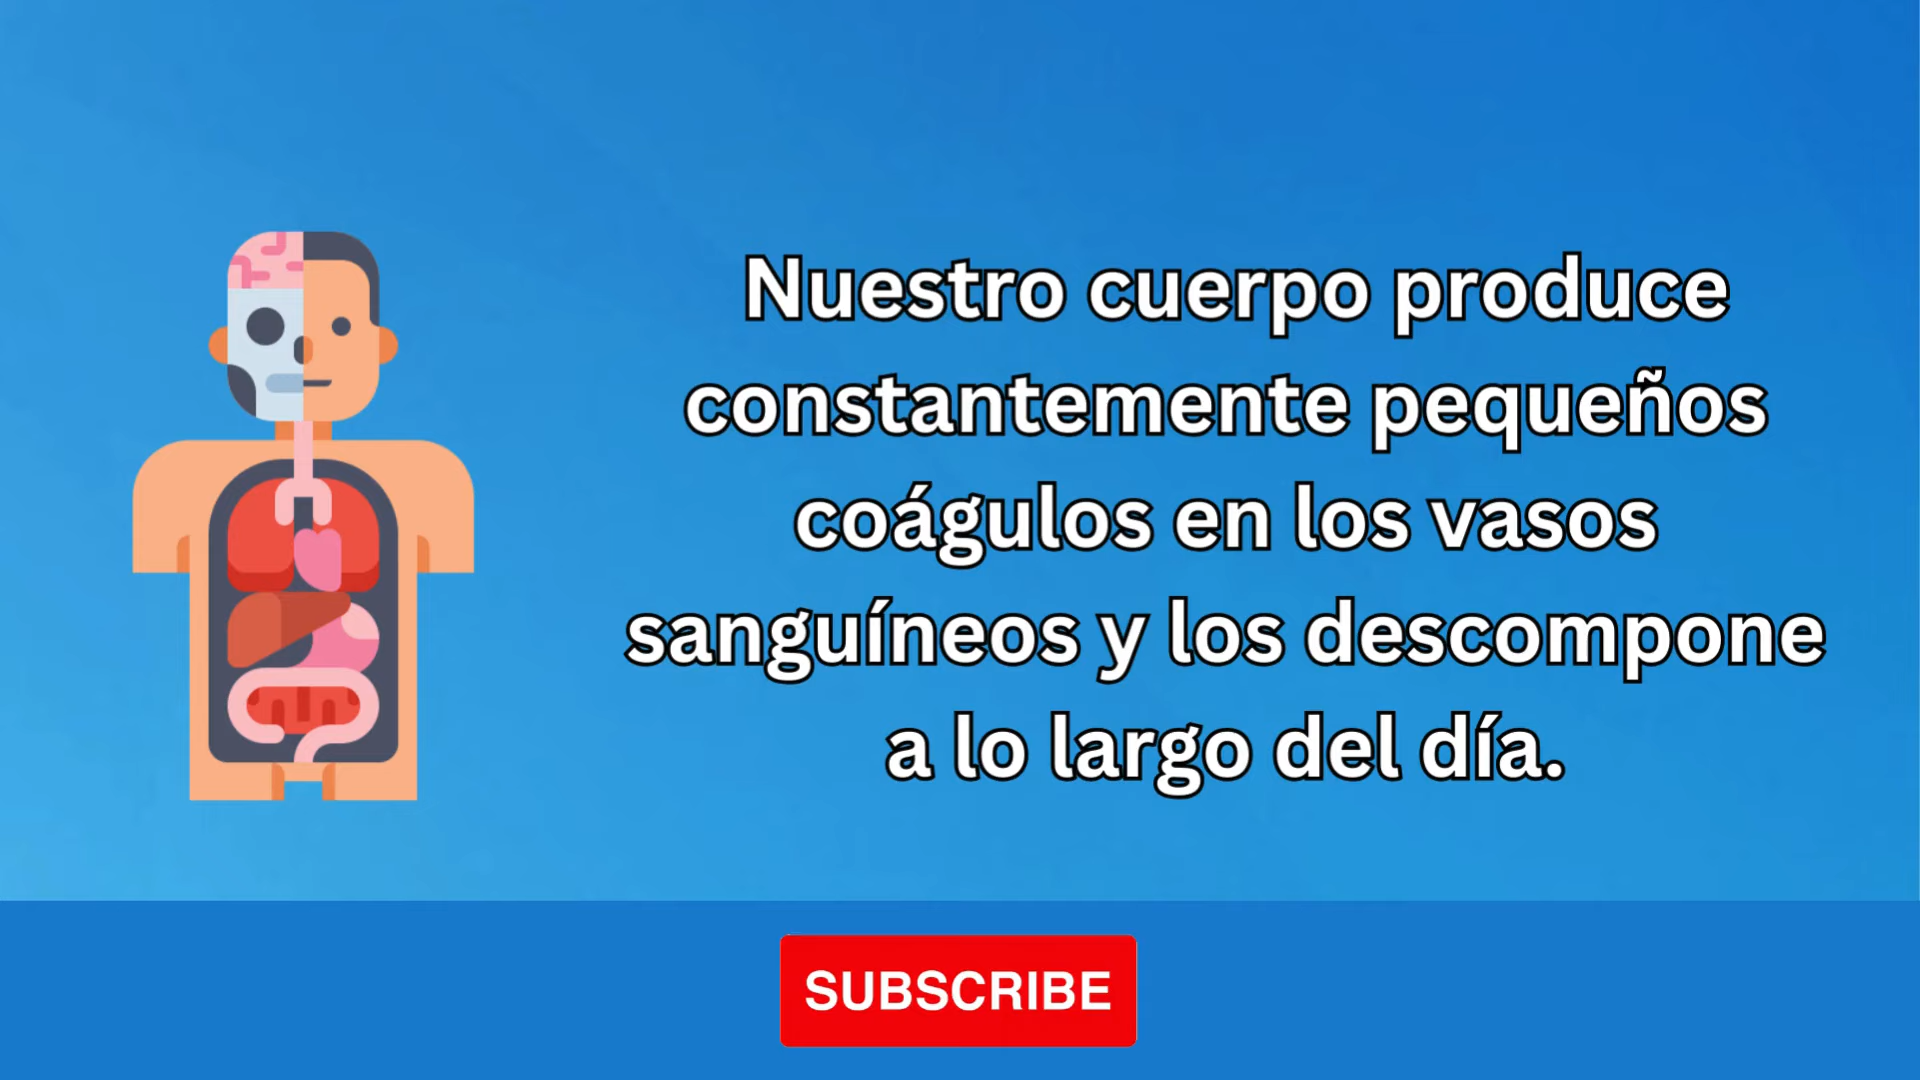 Nuestro cuerpo produce
constantemente pequeños
coágulos en los vasos
sanguíneos y los descompone
a lo largo del día.
SUBSCRIBE